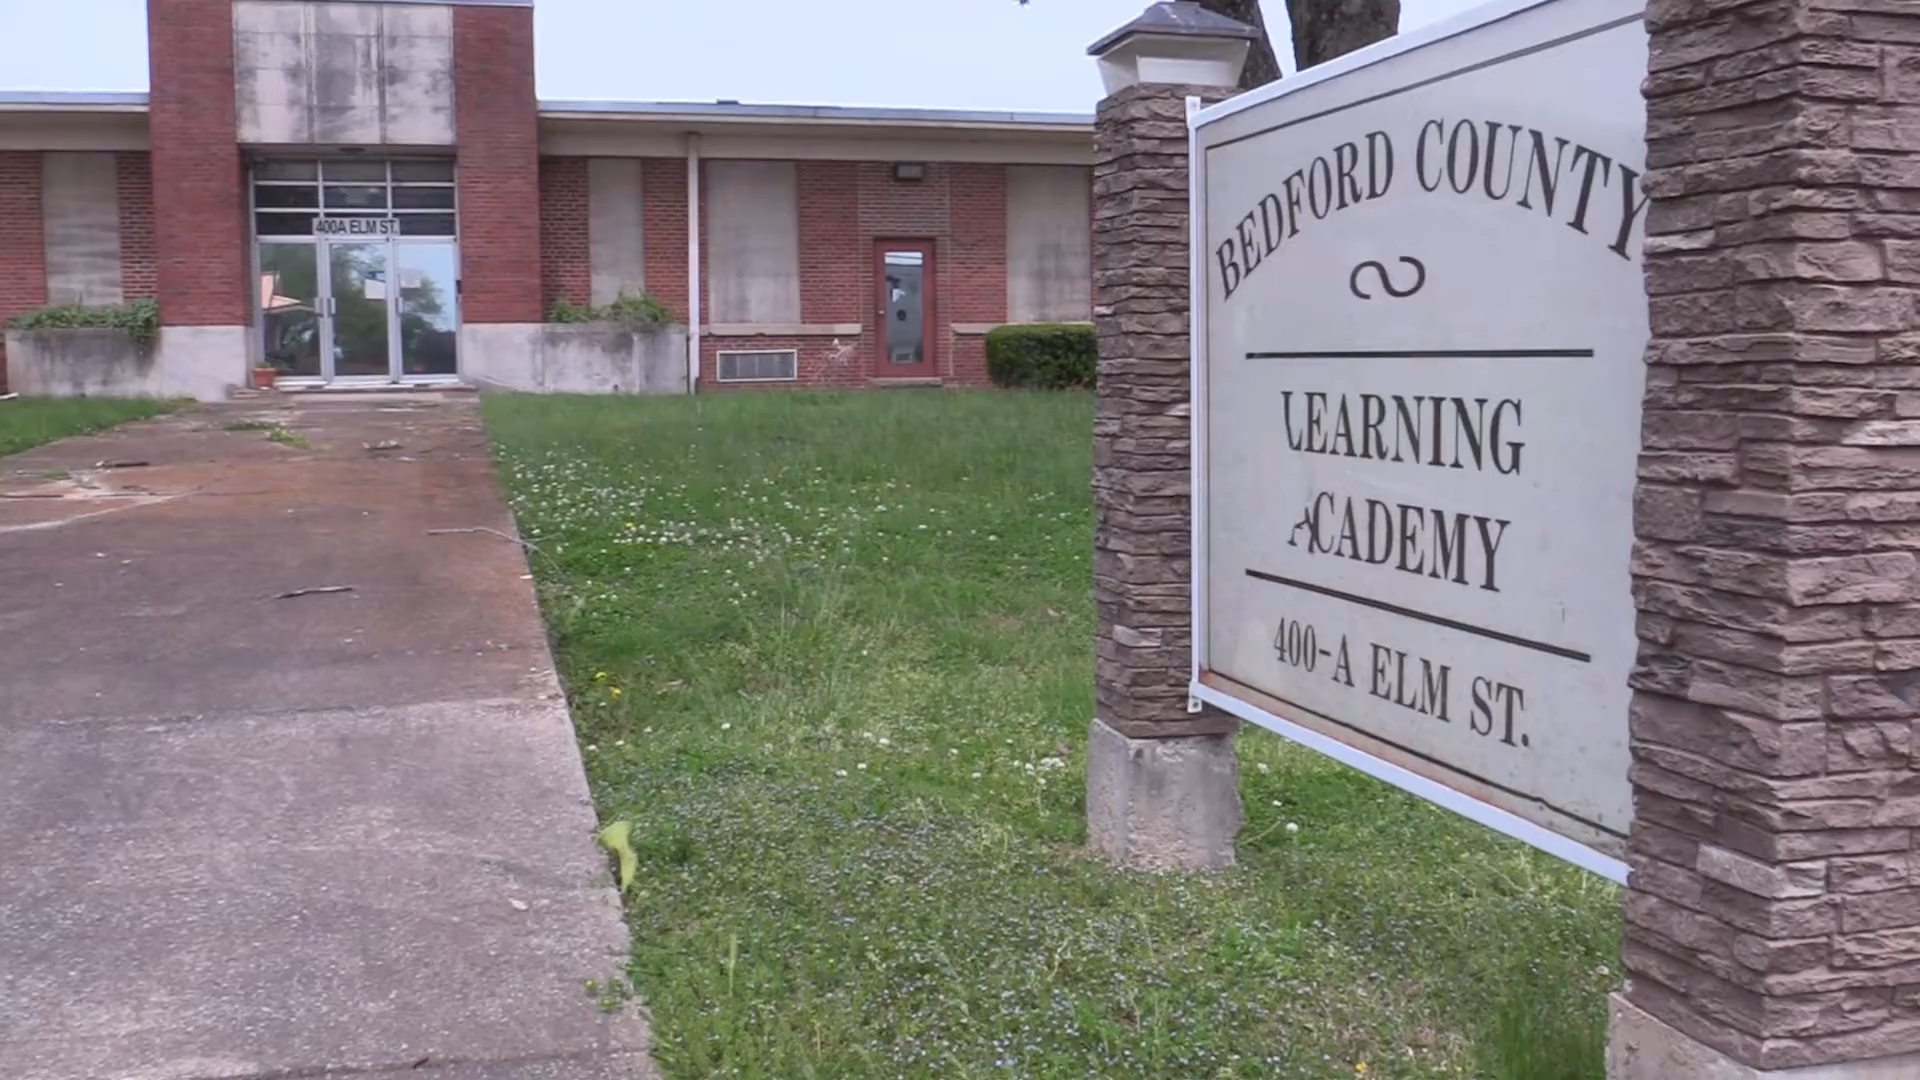 400A ELM ST.
BEDFORD COUNTY
LEARNING
ACADEMY
400-A ELM ST.